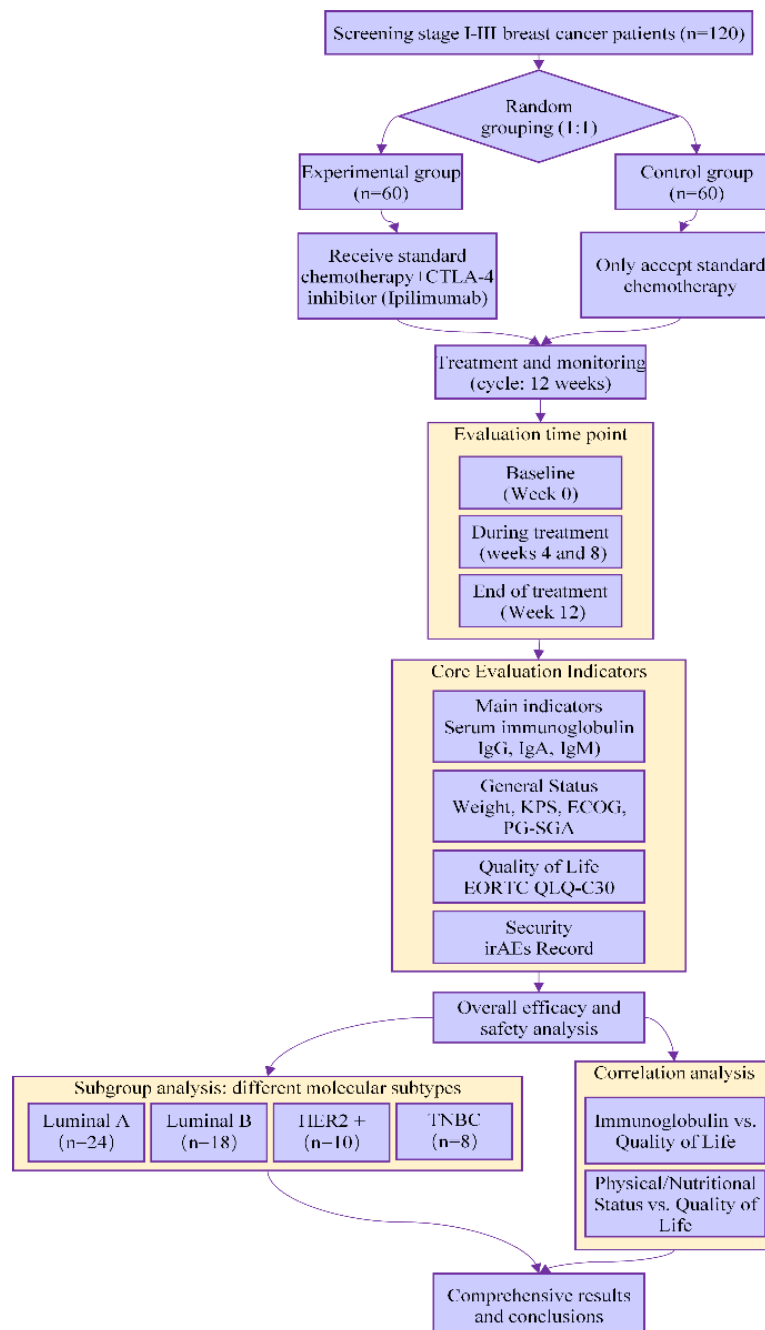 Screening stage I-III breast cancer patients (n=120)
Random
grouping (1:1)
Experimental group
(n=60)
Control group
(n=60)
Receive standard
chemotherapy+CTLA-4
inhibitor (Ipilimumab)
Only accept standard
chemotherapy
Treatment and monitoring
(cycle: 12 weeks)
Evaluation time point
Baseline
(Week 0)
During treatment
(weeks 4 and 8)
End of treatment
(Week 12)
Core Evaluation Indicators
Main indicators
Serum immunoglobulin
IgG, IgA, IgM)
General Status
Weight, KPS, ECOG,
PG-SGA
Quality of Life
EORTC QLQ-C30
Security
irAEs Record
Overall efficacy and
safety analysis
Subgroup analysis: different molecular subtypes
Luminal A
(n=24)
Luminal B
(n=18)
HER2 +
(n=10)
TNBC
(n=8)
Correlation analysis
Immunoglobulin vs.
Quality of Life
Physical/Nutritional
Status vs. Quality of
Life
Comprehensive results
and conclusions